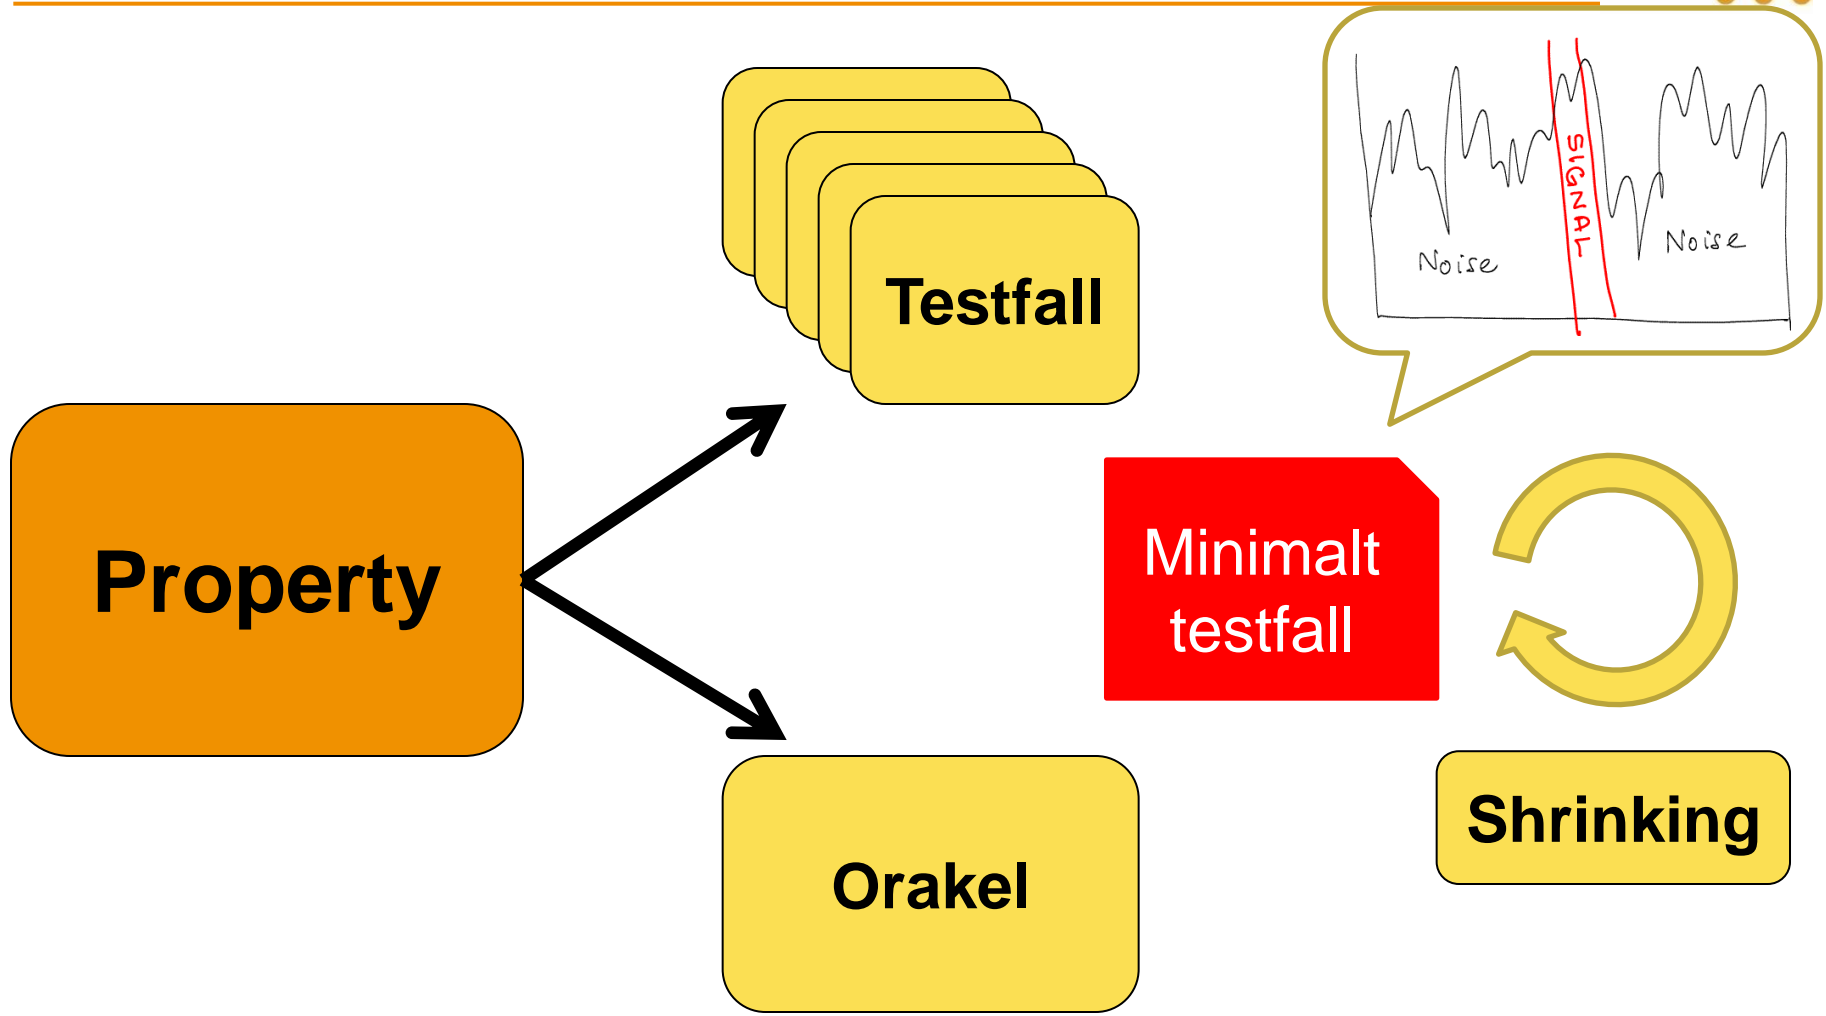 Testfall
Noise
SIGNAL
Noise
Property
Minimalt
testfall
Orakel
Shrinking